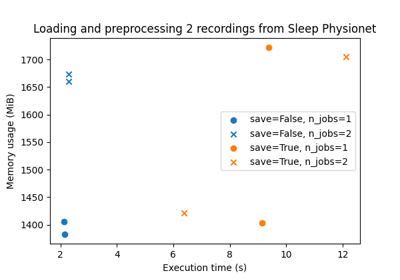 Loading and preprocessing 2 recordings from Sleep Physionet
Memory usage (MiB)
1700
1650
1600
1550
1500
1450
1400
save=False, n_jobs=1
save=False, n_jobs=2
save=True, n_jobs=1
save=True, n_jobs=2
2 4 6 8 10 12
Execution time (s)